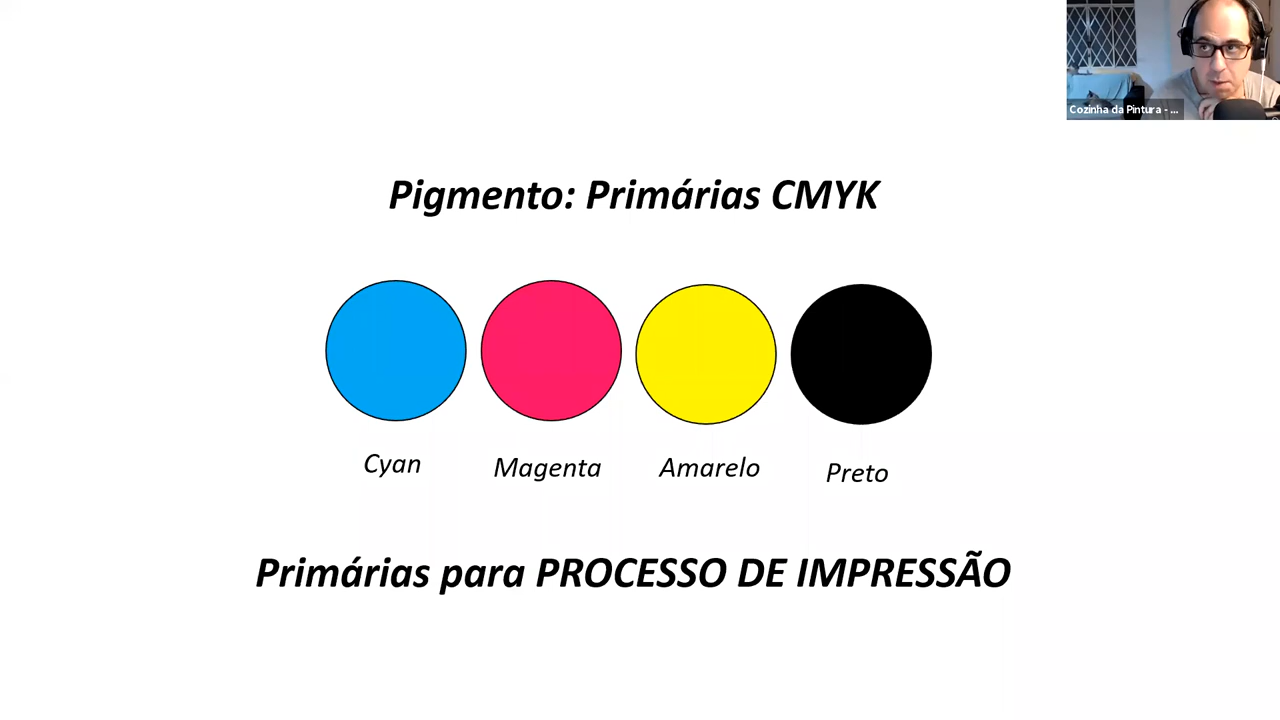 Cozinha da Pintura - ...
Pigmento: Primárias CMYK
Cyan
Magenta
Amarelo
Preto
Primárias para PROCESSO DE IMPRESSÃO